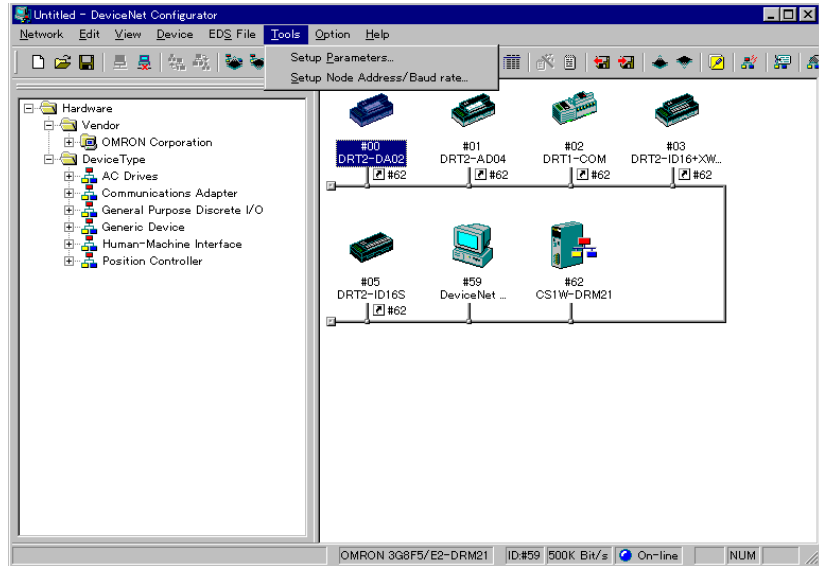 Untitled - DeviceNet Configurator
Network Edit View Device EDS File Tools Option Help
Setup Parameters...
Setup Node Address/Baud rate...
Hardware
Vendor
OMRON Corporation
DeviceType
AC Drives
Communications Adapter
General Purpose Discrete I/O
Generic Device
Human-Machine Interface
Position Controller
#00 #01 #02 #03
DRT2-DA02 DRT2-AD04 DRT1-COM DRT2-ID16+XW...
#62 #62 #62 #62
#05 #59 #62
DRT2-ID16S DeviceNet ... CS1W-DRM21
#62
OMRON 3G8F5/E2-DRM21 ID:#59 500K Bit/s On-line NUM